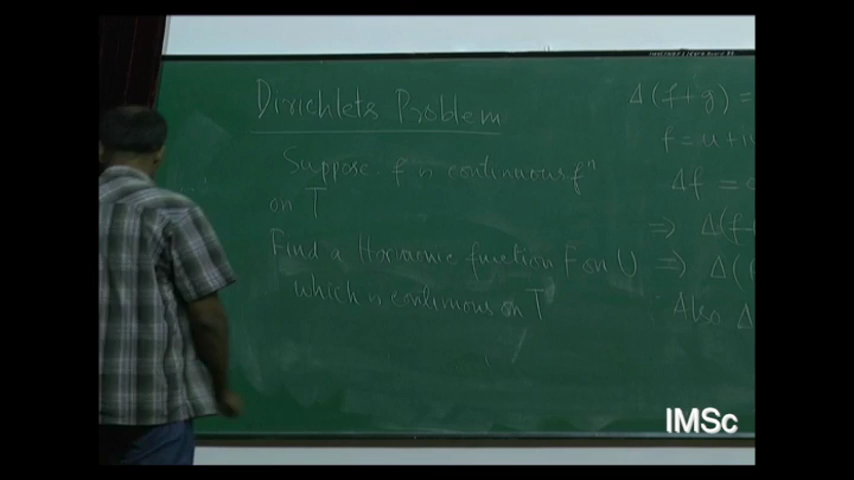 Dirichlets Problem
Suppose f is continuous fⁿ
on T
Find a Harmonic function F on U
which is continuous on T
Δ(f+g) =
f = u + i
Δf =
⇒ Δ(f
⇒ Δ(
Also Δ
IMSc